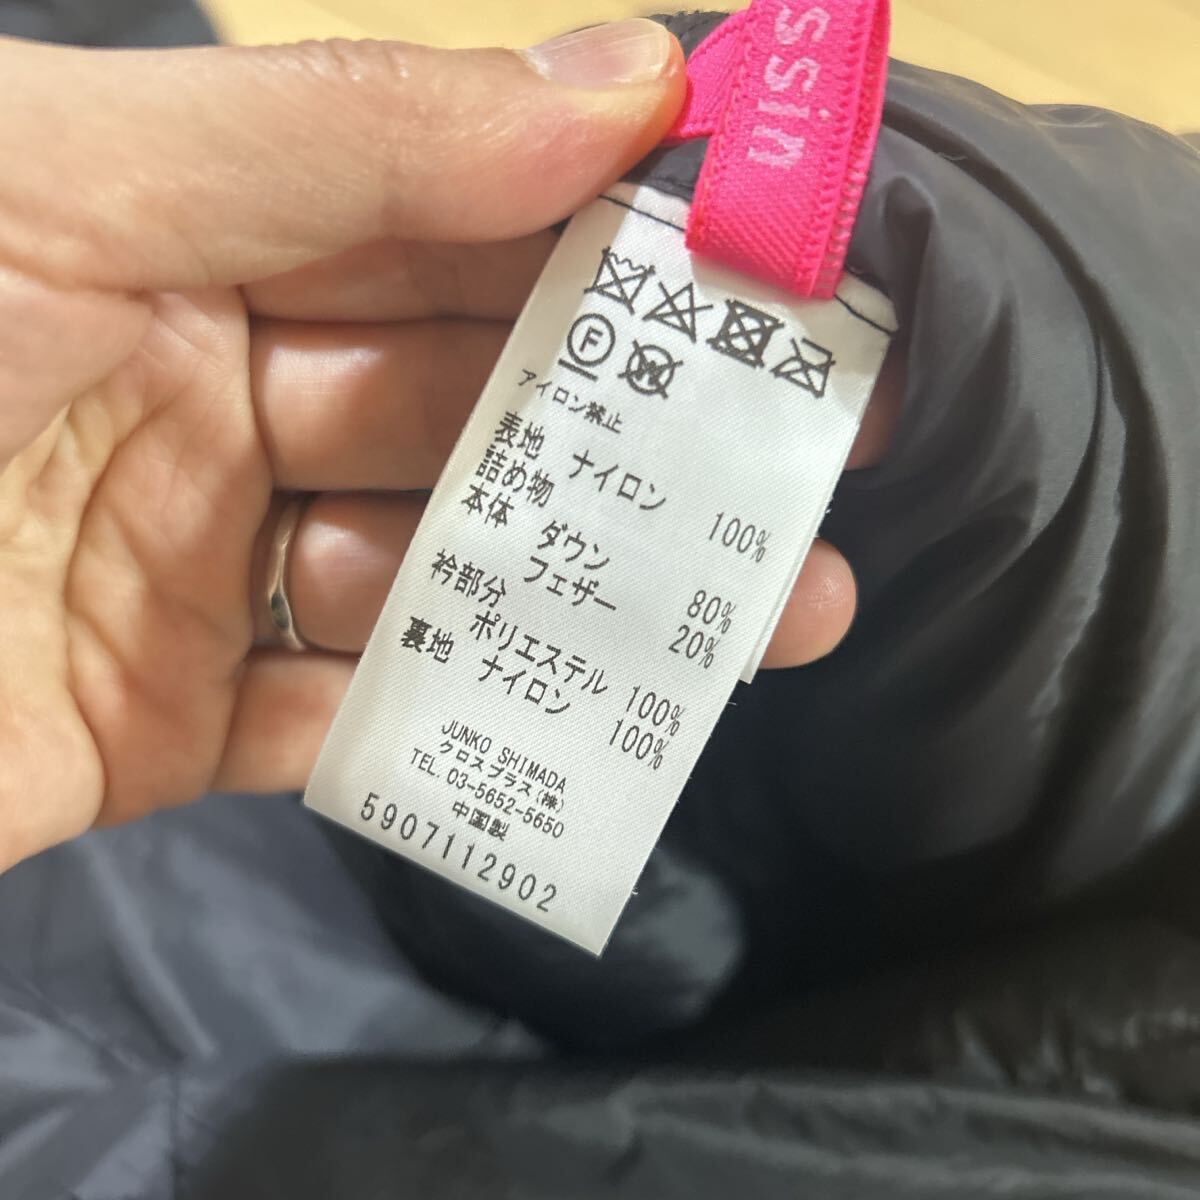 ssin
F
W
アイロン禁止
表地 ナイロン 100%
詰め物
本体 ダウン 80%
フェザー 20%
衿部分
ポリエステル 100%
裏地 ナイロン 100%
JUNKO SHIMADA
クロスプラス(株)
TEL. 03-5652-5650
中国製
5907112902